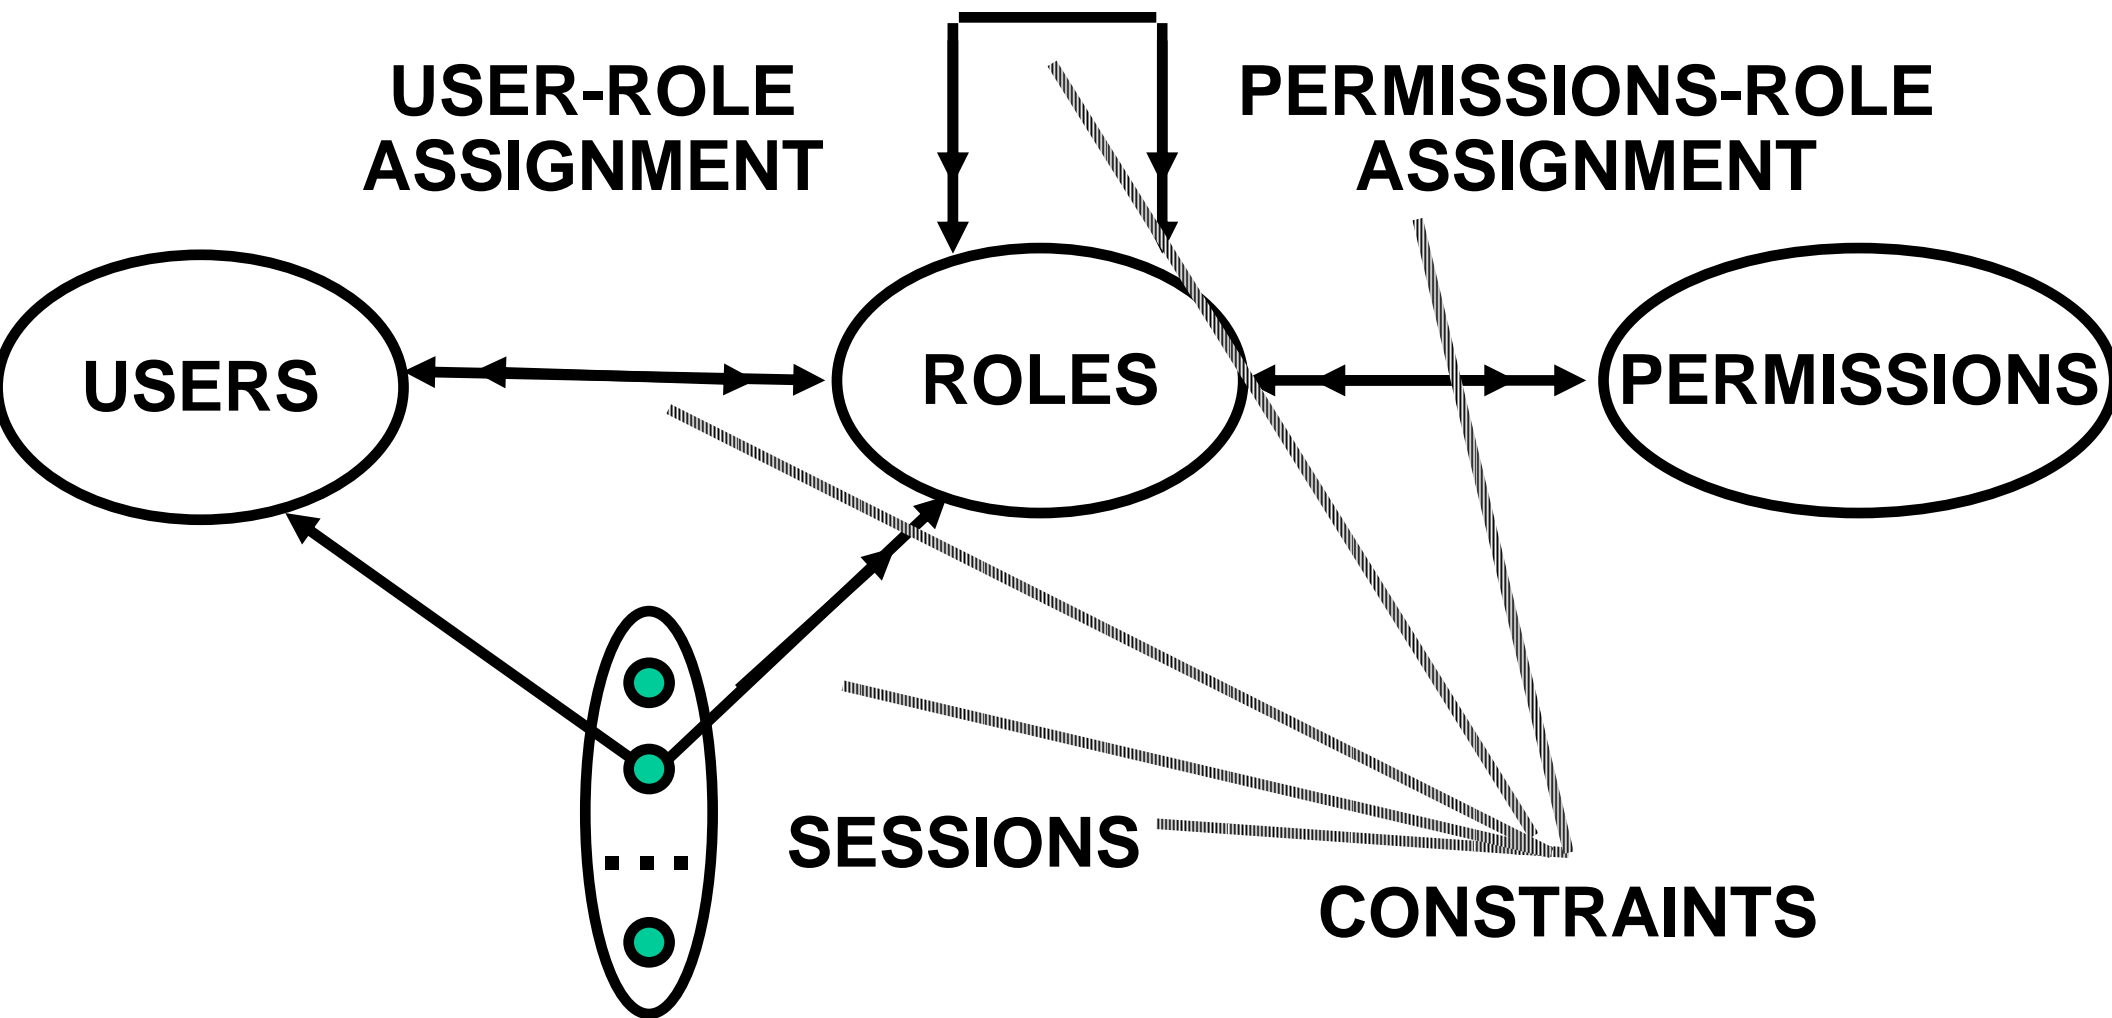 USER-ROLE
ASSIGNMENT
PERMISSIONS-ROLE
ASSIGNMENT
USERS
ROLES
PERMISSIONS
...
SESSIONS
CONSTRAINTS